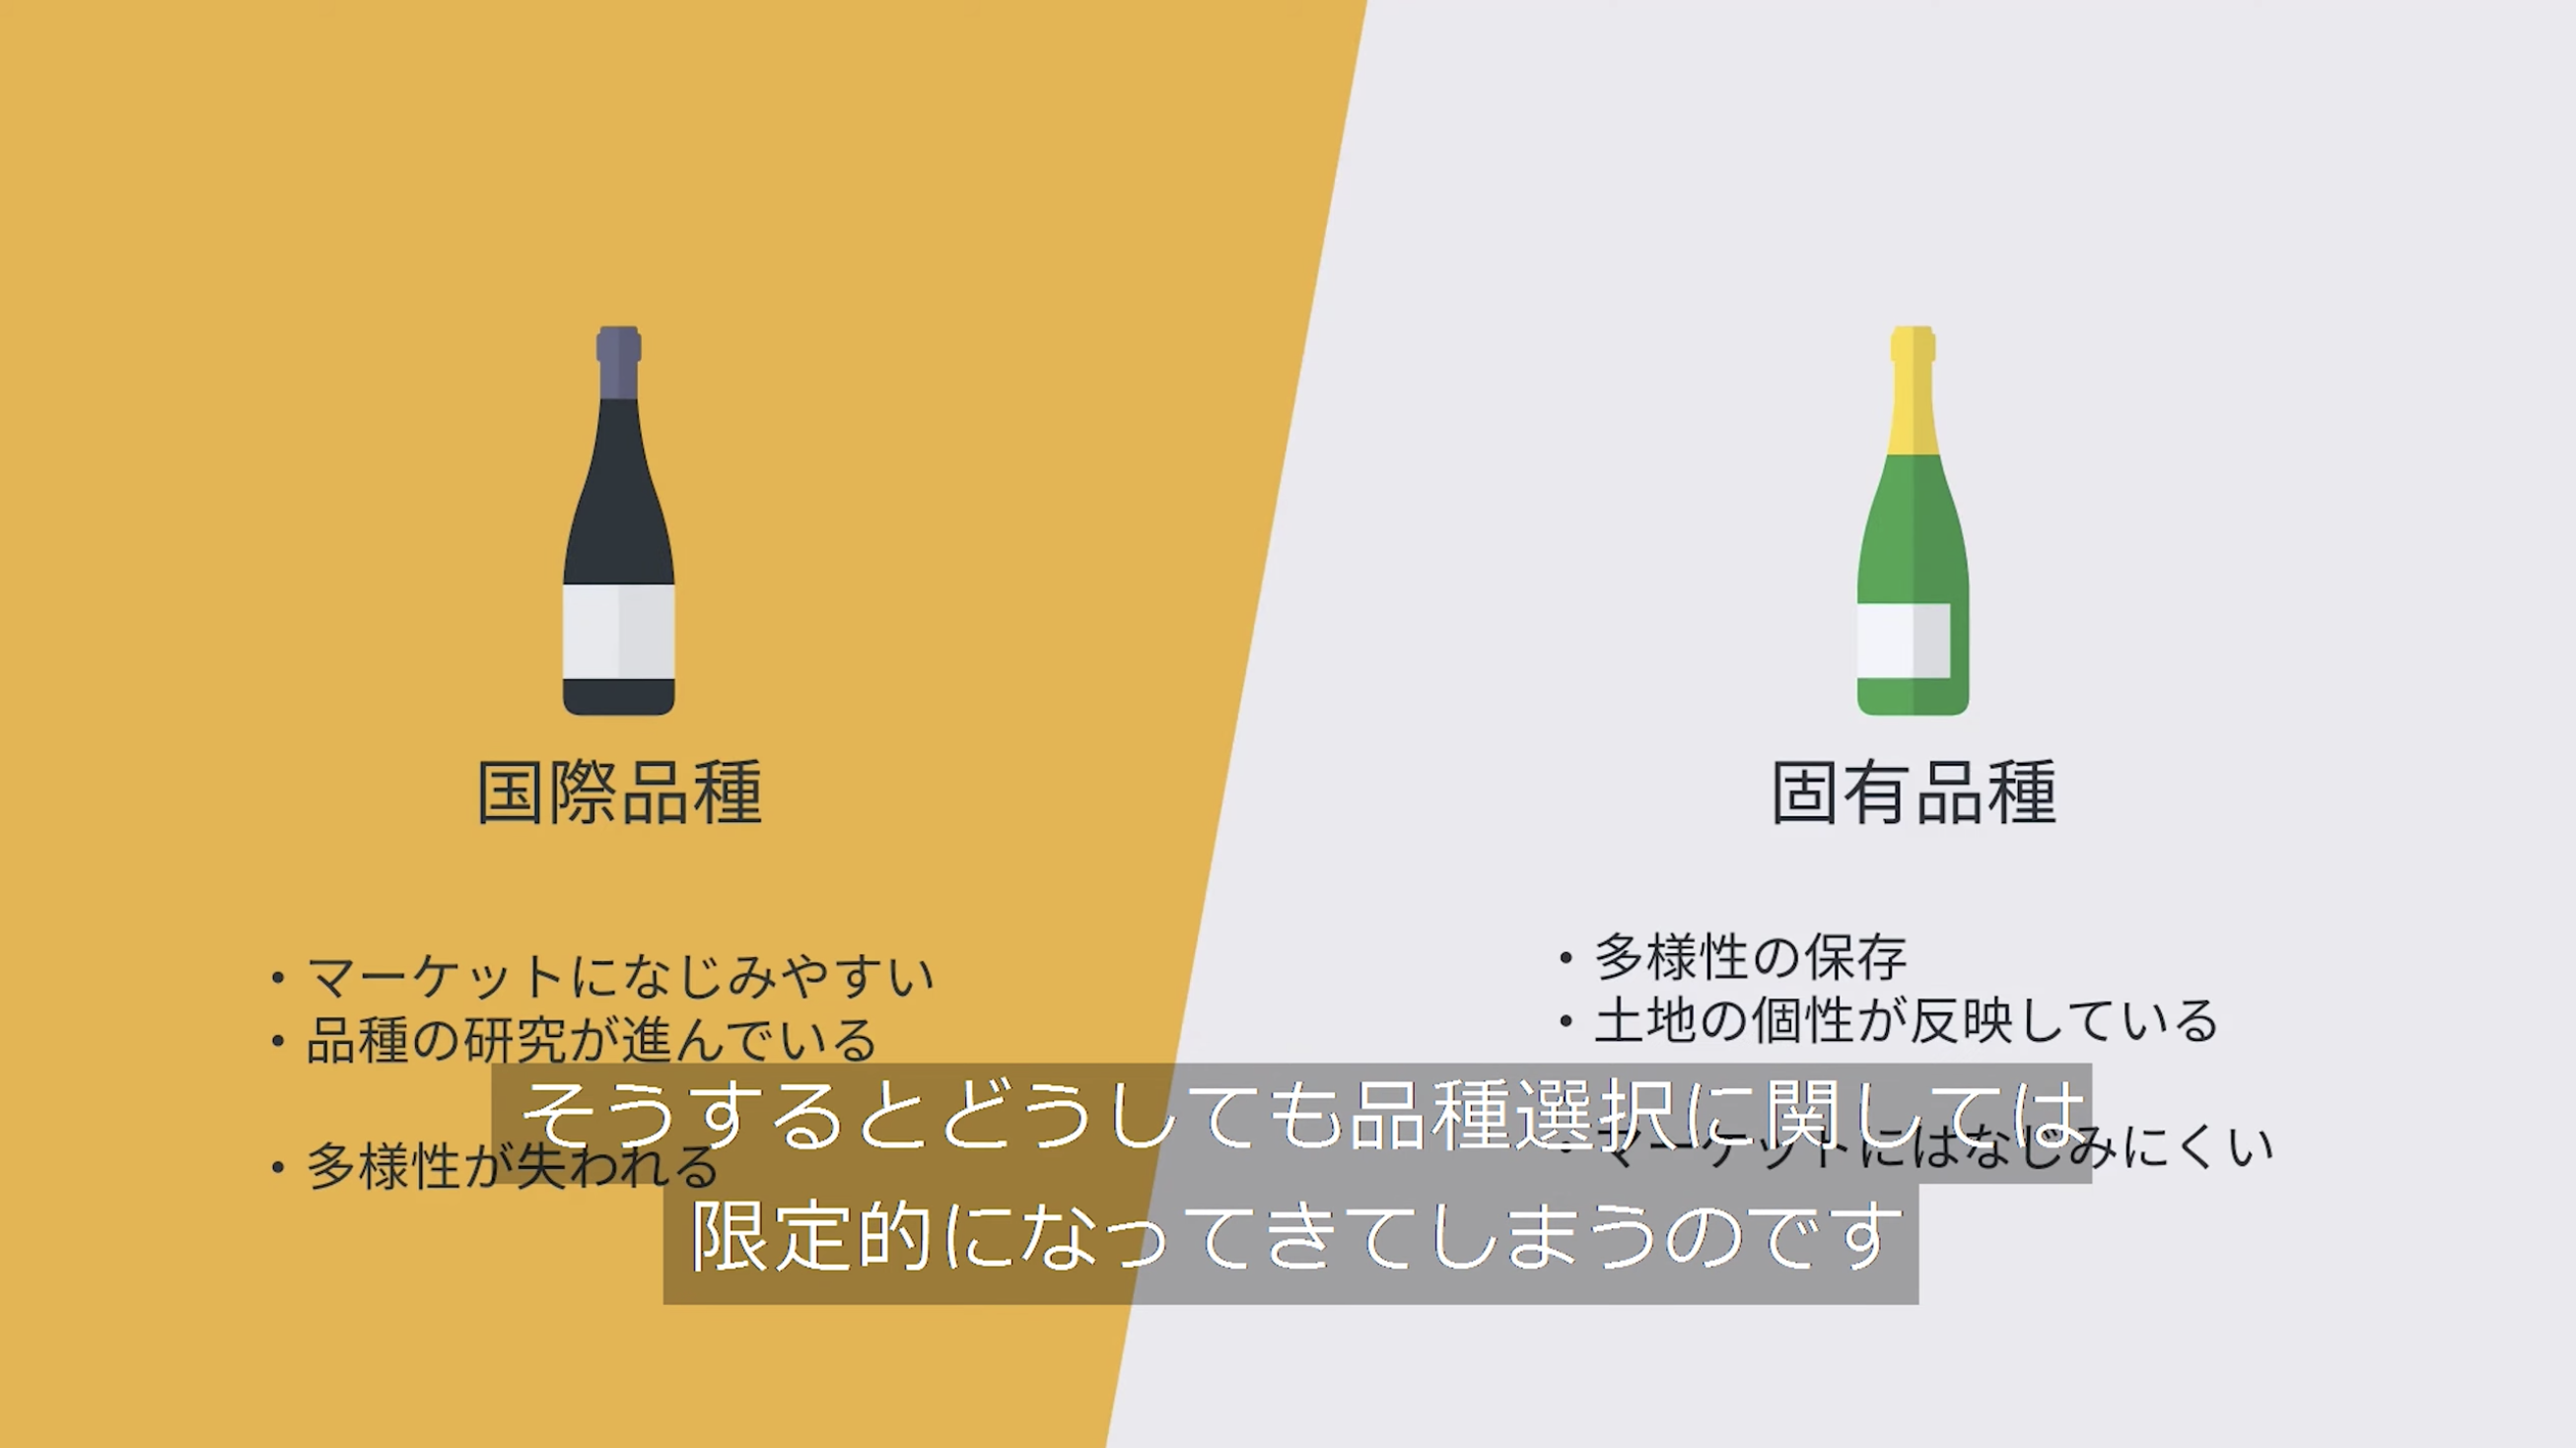 国際品種
・マーケットになじみやすい
・品種の研究が進んでいる
・多様性が失われる
固有品種
・多様性の保存
・土地の個性が反映している
・マーケットにはなじみにくい
そうするとどうしても品種選択に関しては
限定的になってきてしまうのです